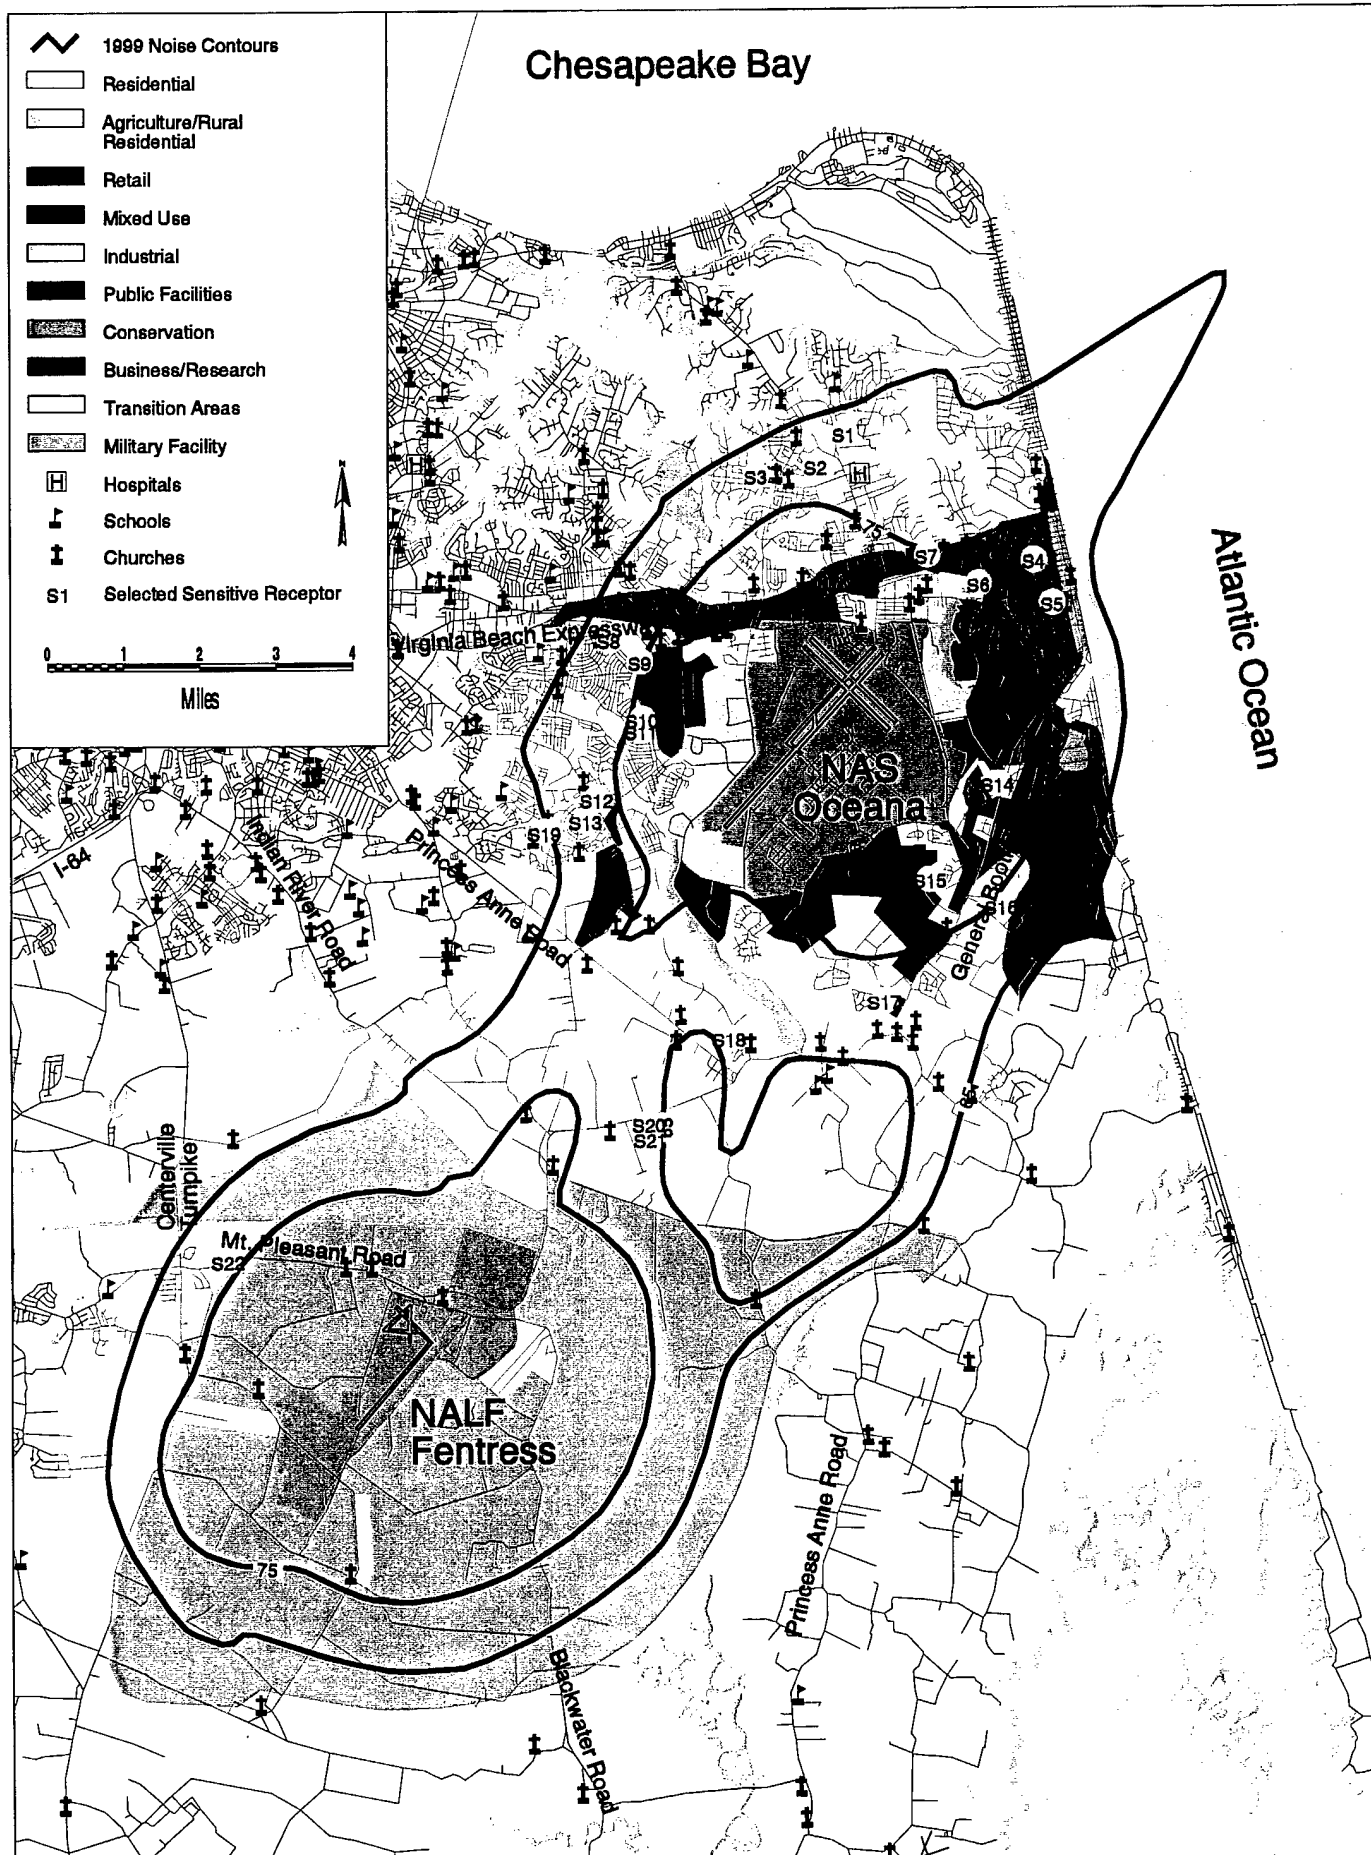 Chesapeake Bay
1999 Noise Contours
Residential
Agriculture/Rural
Residential
Retail
Mixed Use
Industrial
Public Facilities
Conservation
Business/Research
Transition Areas
Military Facility
N
H Hospitals
Schools
Churches
S1 Selected Sensitive Receptor
0 1 2 3 4
Miles
H
S1
S2
S3
H
75
S7
S4
S6
S5
Atlantic Ocean
Virginia Beach Expressway
S8
S9
S10
S11
NAS
Oceana
S14
S12
S13
S19
I-64
Indian River Road
Princess Anne Road
S15
S16
General Booth
S17
S18
65
S20
S21
Centerville
Turnpike
Mt. Pleasant Road
S22
NALF
Fentress
Princess Anne Road
75
Blackwater Road